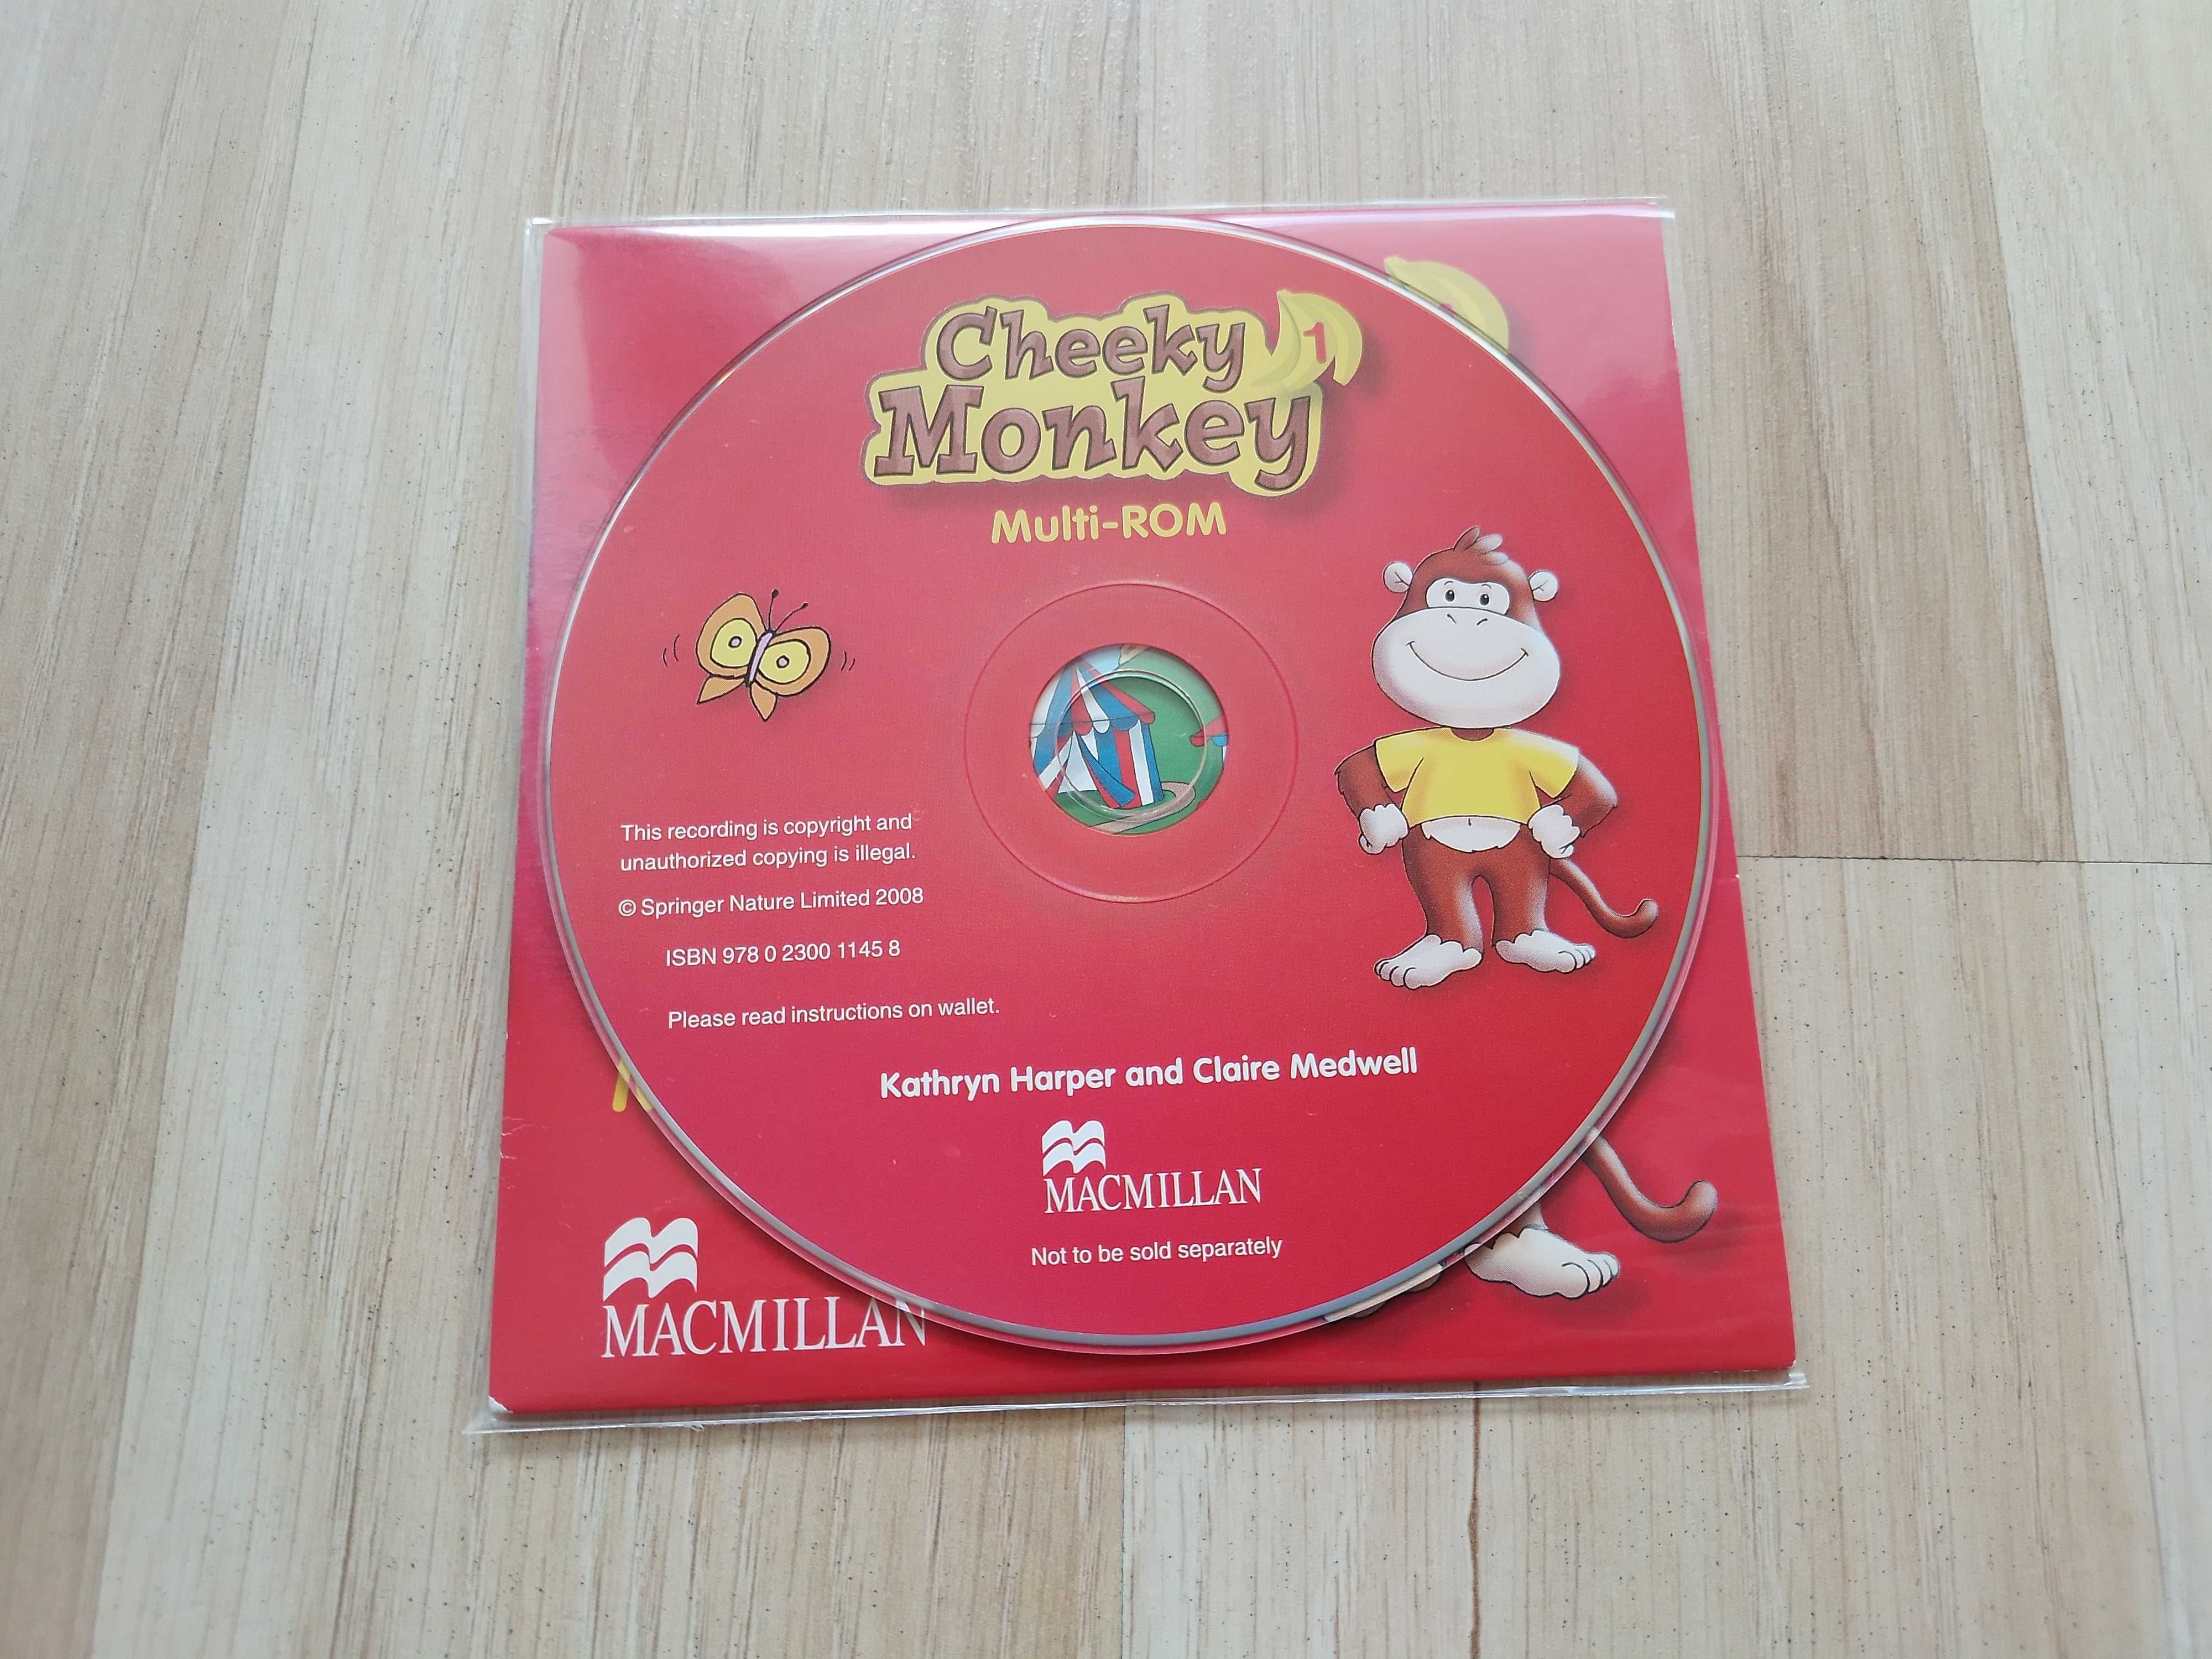 Cheeky 1
Monkey
Multi-ROM
This recording is copyright and
unauthorized copying is illegal.
© Springer Nature Limited 2008
ISBN 978 0 2300 1145 8
Please read instructions on wallet.
Kathryn Harper and Claire Medwell
MACMILLAN
Not to be sold separately
MACMILLAN